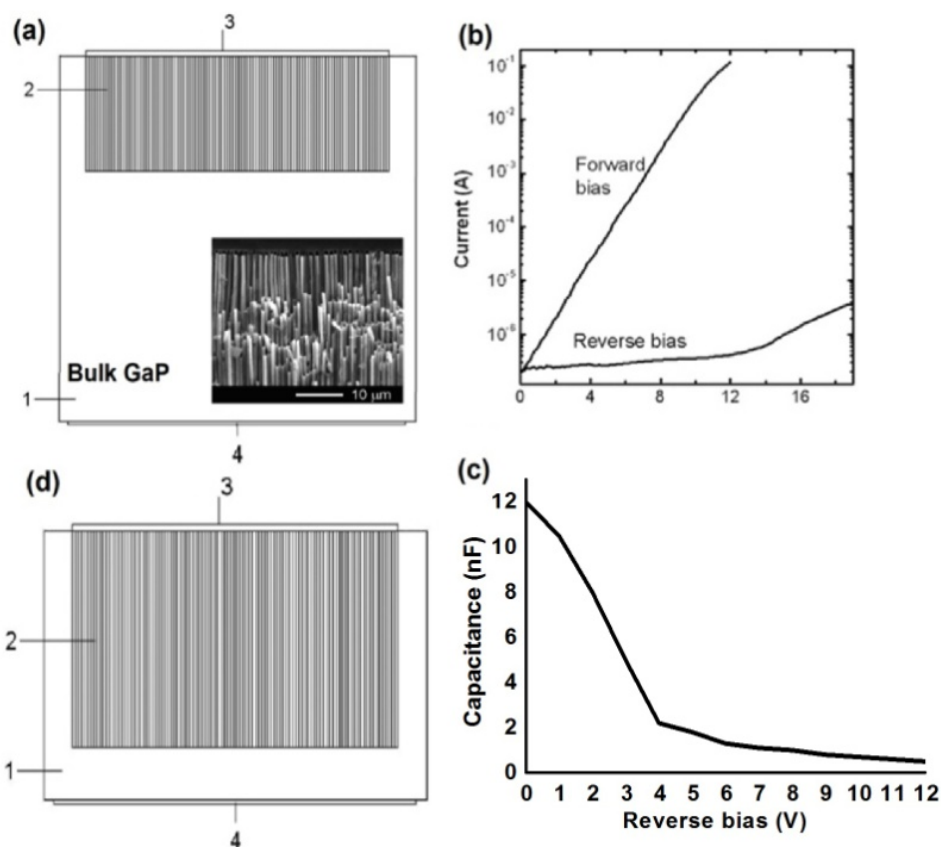 (a)
3
2
Bulk GaP
1
10 µm
4
(b)
Current (A)
10⁻¹
10⁻²
10⁻³
10⁻⁴
10⁻⁵
10⁻⁶
Forward
bias
Reverse bias
0 4 8 12 16
(d)
3
2
1
4
(c)
Capacitance (nF)
12
10
8
6
4
2
0
0 1 2 3 4 5 6 7 8 9 10 11 12
Reverse bias (V)